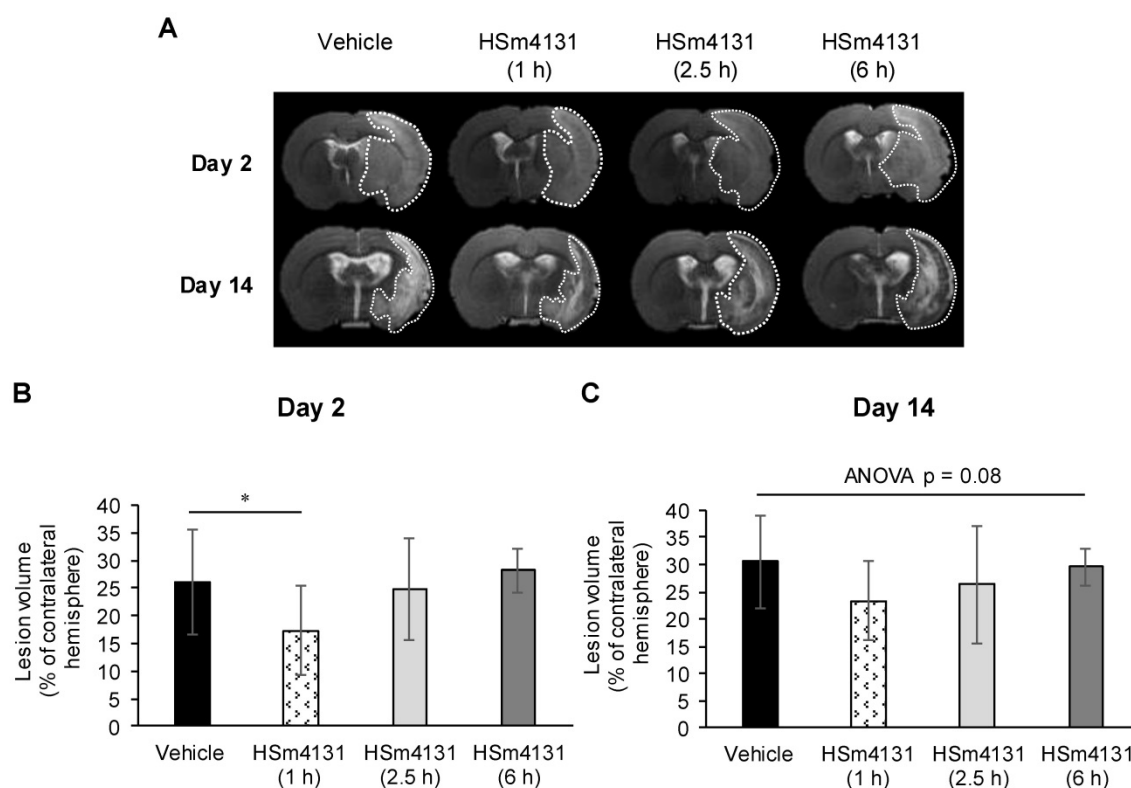 A
Vehicle
HSm4131
(1 h)
HSm4131
(2.5 h)
HSm4131
(6 h)
Day 2
Day 14
B
Day 2
Lesion volume
(% of contralateral
hemisphere)
40
35
30
25
20
15
10
5
0
*
Vehicle
HSm4131
(1 h)
HSm4131
(2.5 h)
HSm4131
(6 h)
C
Day 14
ANOVA p = 0.08
Lesion volume
(% of contralateral
hemisphere)
40
35
30
25
20
15
10
5
0
Vehicle
HSm4131
(1 h)
HSm4131
(2.5 h)
HSm4131
(6 h)